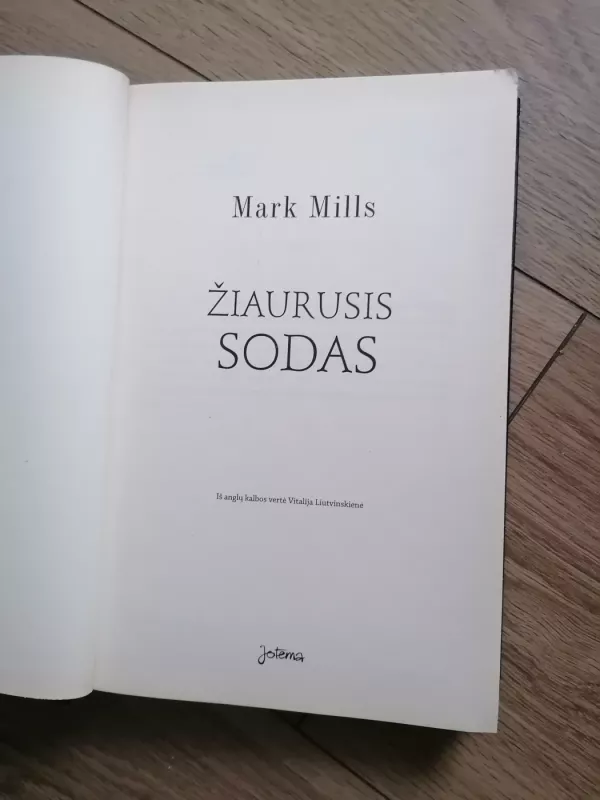 Mark Mills
ŽIAURUSIS
SODAS
Iš anglų kalbos vertė Vitalija Liutvinskienė
Jotema